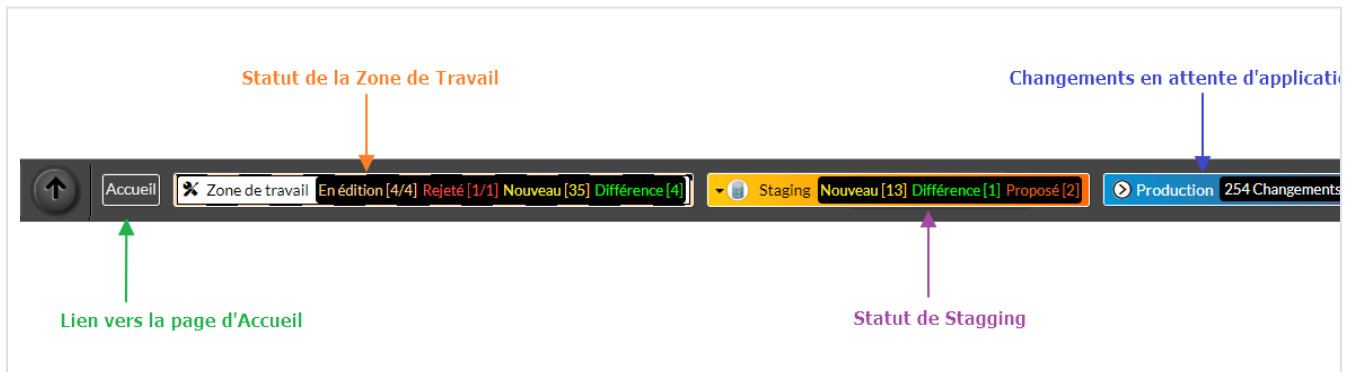 Statut de la Zone de Travail
Changements en attente d'applicati
Accueil Zone de travail En édition [4/4] Rejeté [1/1] Nouveau [35] Différence [4] Staging Nouveau [13] Différence [1] Proposé [2] Production 254 Changements
Lien vers la page d'Accueil
Statut de Stagging